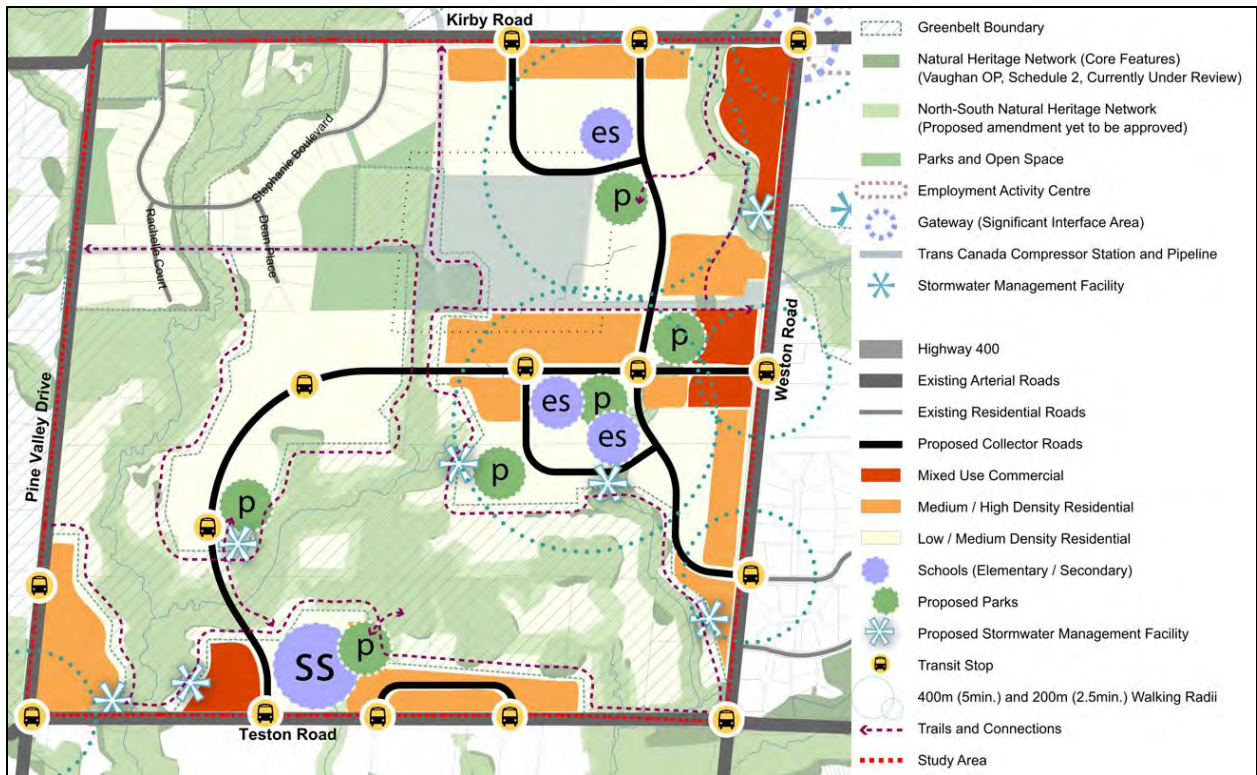 Kirby Road
Stephanie Boulevard
Rachelle Court
Dean Place
Pine Valley Drive
Weston Road
Teston Road
es
p
p
es
p
es
p
p
ss
p
Greenbelt Boundary
Natural Heritage Network (Core Features)
(Vaughan OP, Schedule 2, Currently Under Review)
North-South Natural Heritage Network
(Proposed amendment yet to be approved)
Parks and Open Space
Employment Activity Centre
Gateway (Significant Interface Area)
Trans Canada Compressor Station and Pipeline
Stormwater Management Facility
Highway 400
Existing Arterial Roads
Existing Residential Roads
Proposed Collector Roads
Mixed Use Commercial
Medium / High Density Residential
Low / Medium Density Residential
Schools (Elementary / Secondary)
Proposed Parks
Proposed Stormwater Management Facility
Transit Stop
400m (5min.) and 200m (2.5min.) Walking Radii
Trails and Connections
Study Area